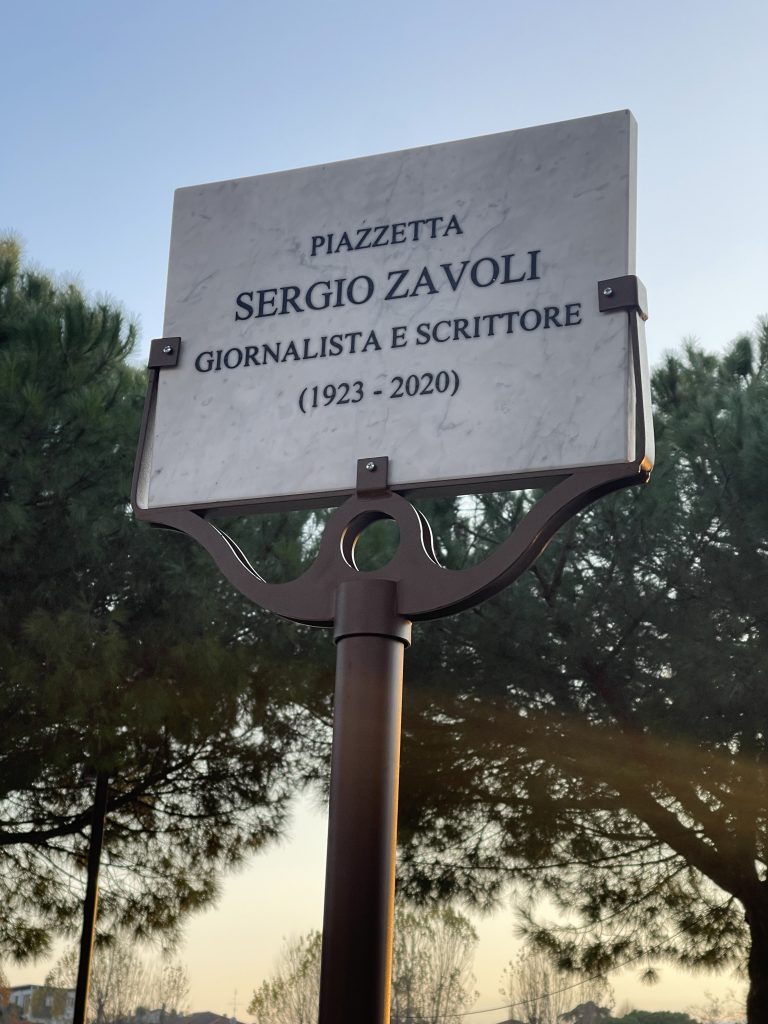 PIAZZETTA
SERGIO ZAVOLI
GIORNALISTA E SCRITTORE
(1923 - 2020)